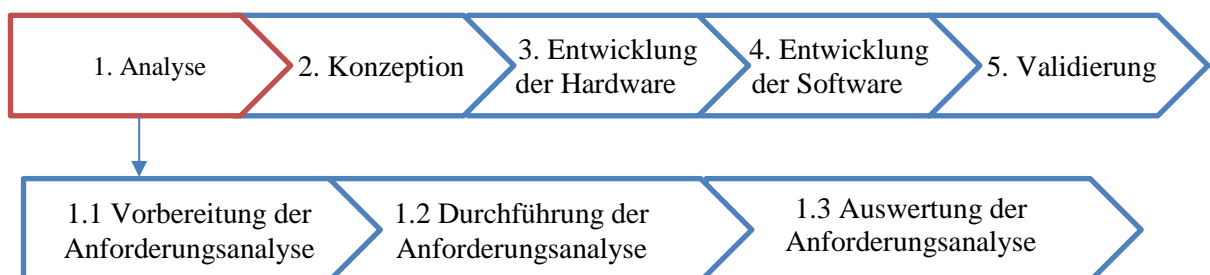 1. Analyse
2. Konzeption
3. Entwicklung
der Hardware
4. Entwicklung
der Software
5. Validierung
1.1 Vorbereitung der
Anforderungsanalyse
1.2 Durchführung der
Anforderungsanalyse
1.3 Auswertung der
Anforderungsanalyse